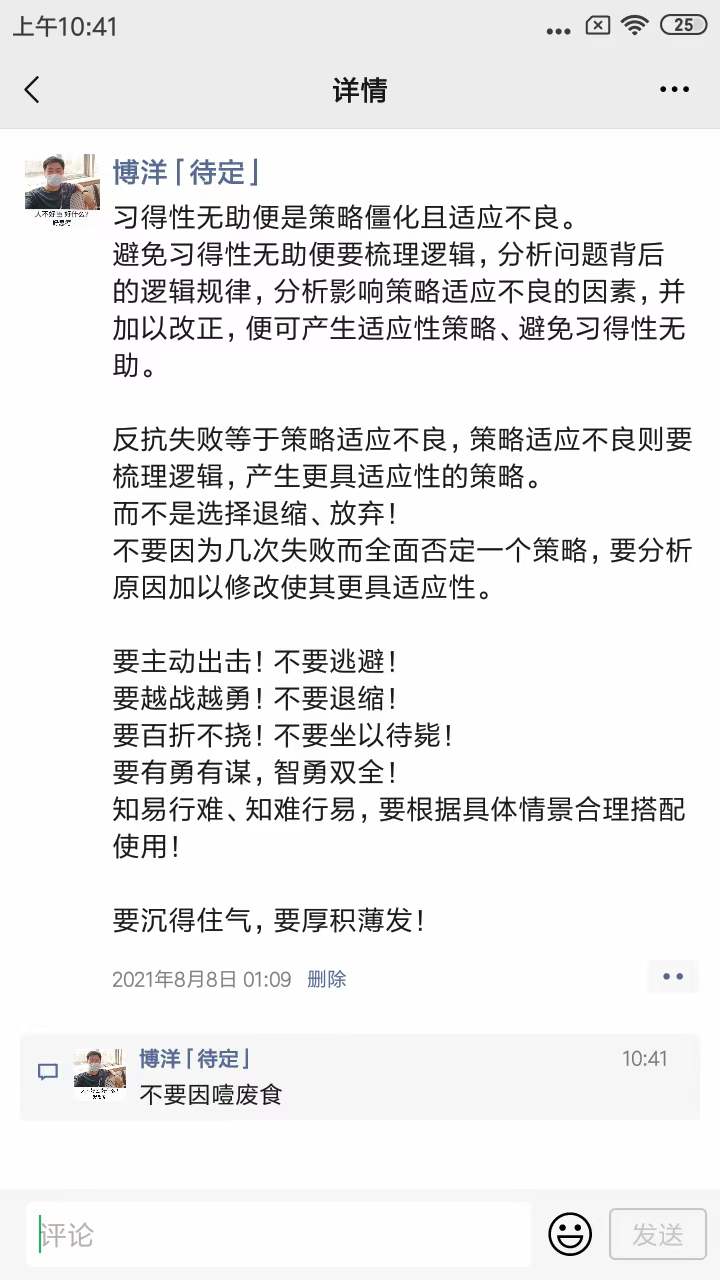 上午10:41
25
详情
博洋「待定」
人不好当 好什么？
习得性无助便是策略僵化且适应不良。
避免习得性无助便要梳理逻辑，分析问题背后
的逻辑规律，分析影响策略适应不良的因素，并
加以改正，便可产生适应性策略、避免习得性无
助。
反抗失败等于策略适应不良，策略适应不良则要
梳理逻辑，产生更具适应性的策略。
而不是选择退缩、放弃！
不要因为几次失败而全面否定一个策略，要分析
原因加以修改使其更具适应性。
要主动出击！不要逃避！
要越战越勇！不要退缩！
要百折不挠！不要坐以待毙！
要有勇有谋，智勇双全！
知易行难、知难行易，要根据具体情景合理搭配
使用！
要沉得住气，要厚积薄发！
2021年8月8日 01:09 删除
博洋「待定」 10:41
不要因噎废食
评论 发送